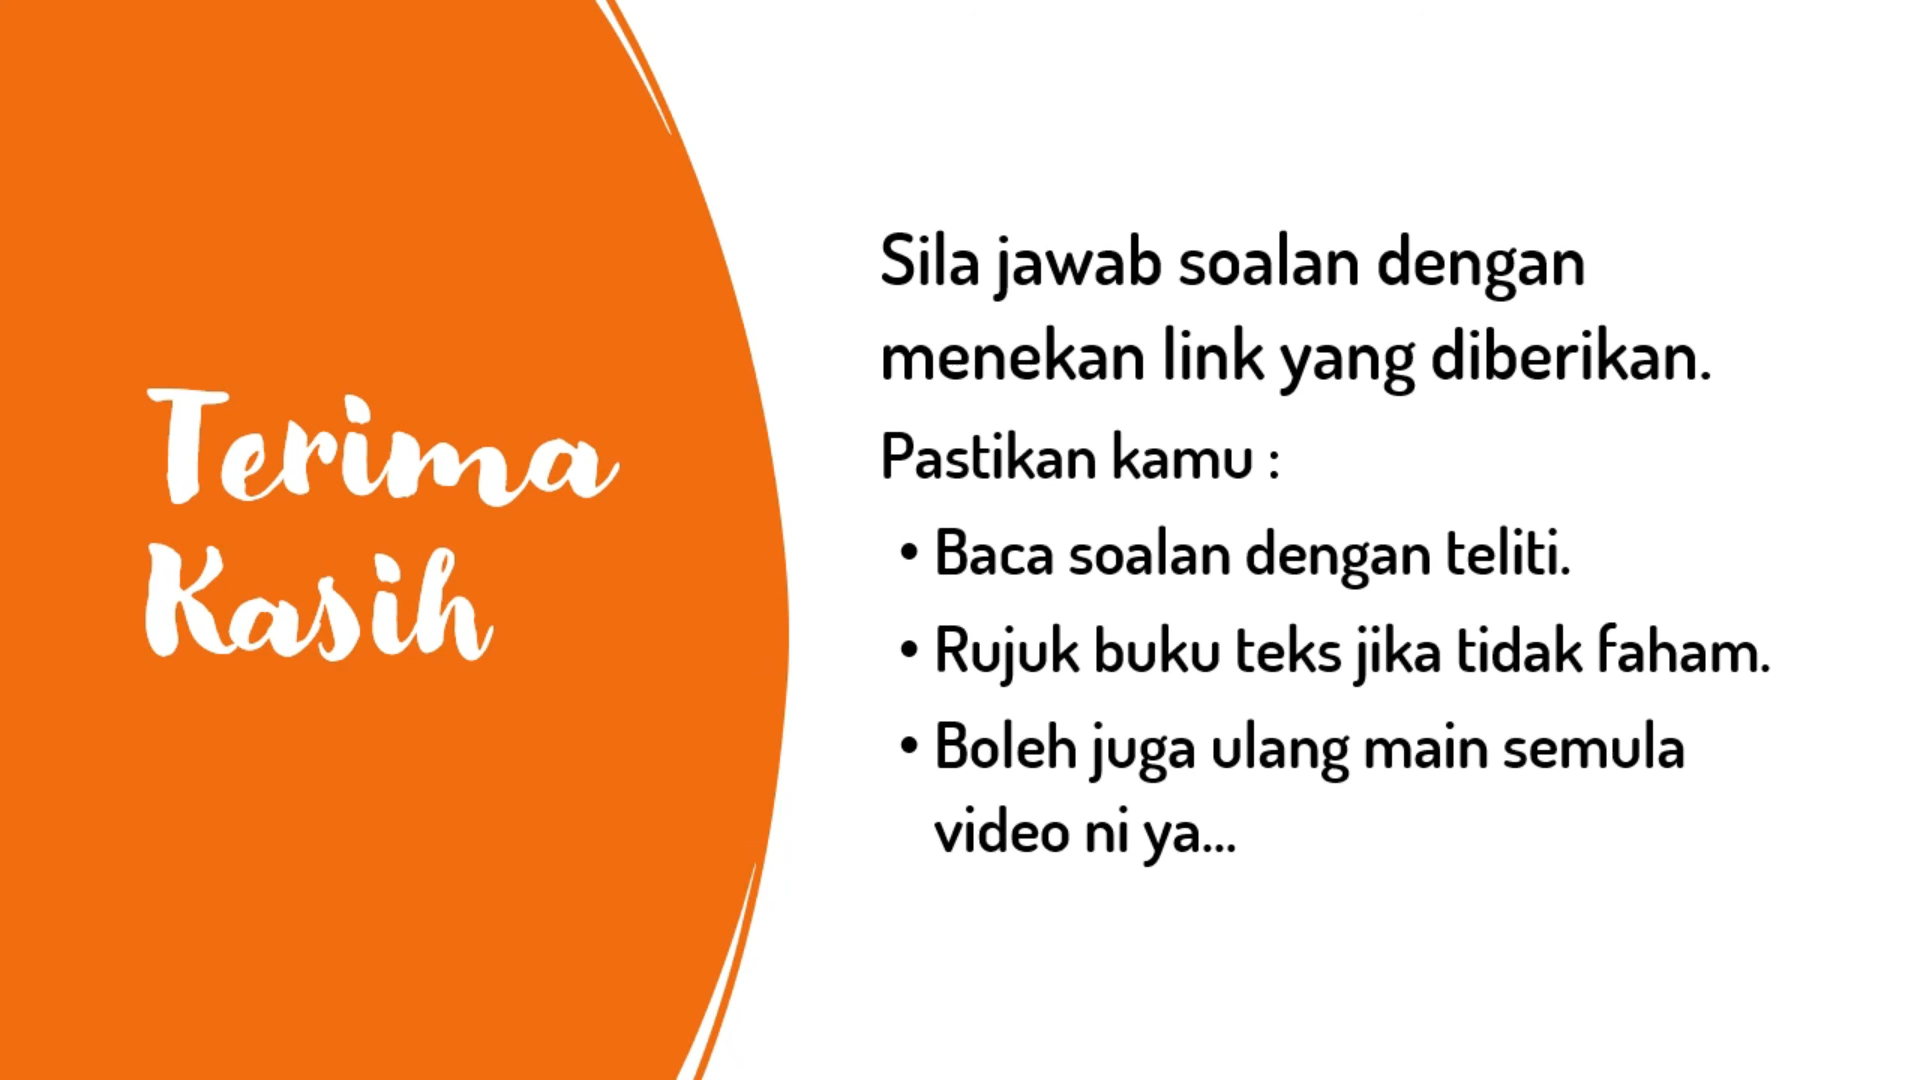 Terima
Kasih
Sila jawab soalan dengan
menekan link yang diberikan.
Pastikan kamu :
• Baca soalan dengan teliti.
• Rujuk buku teks jika tidak faham.
• Boleh juga ulang main semula
video ni ya...